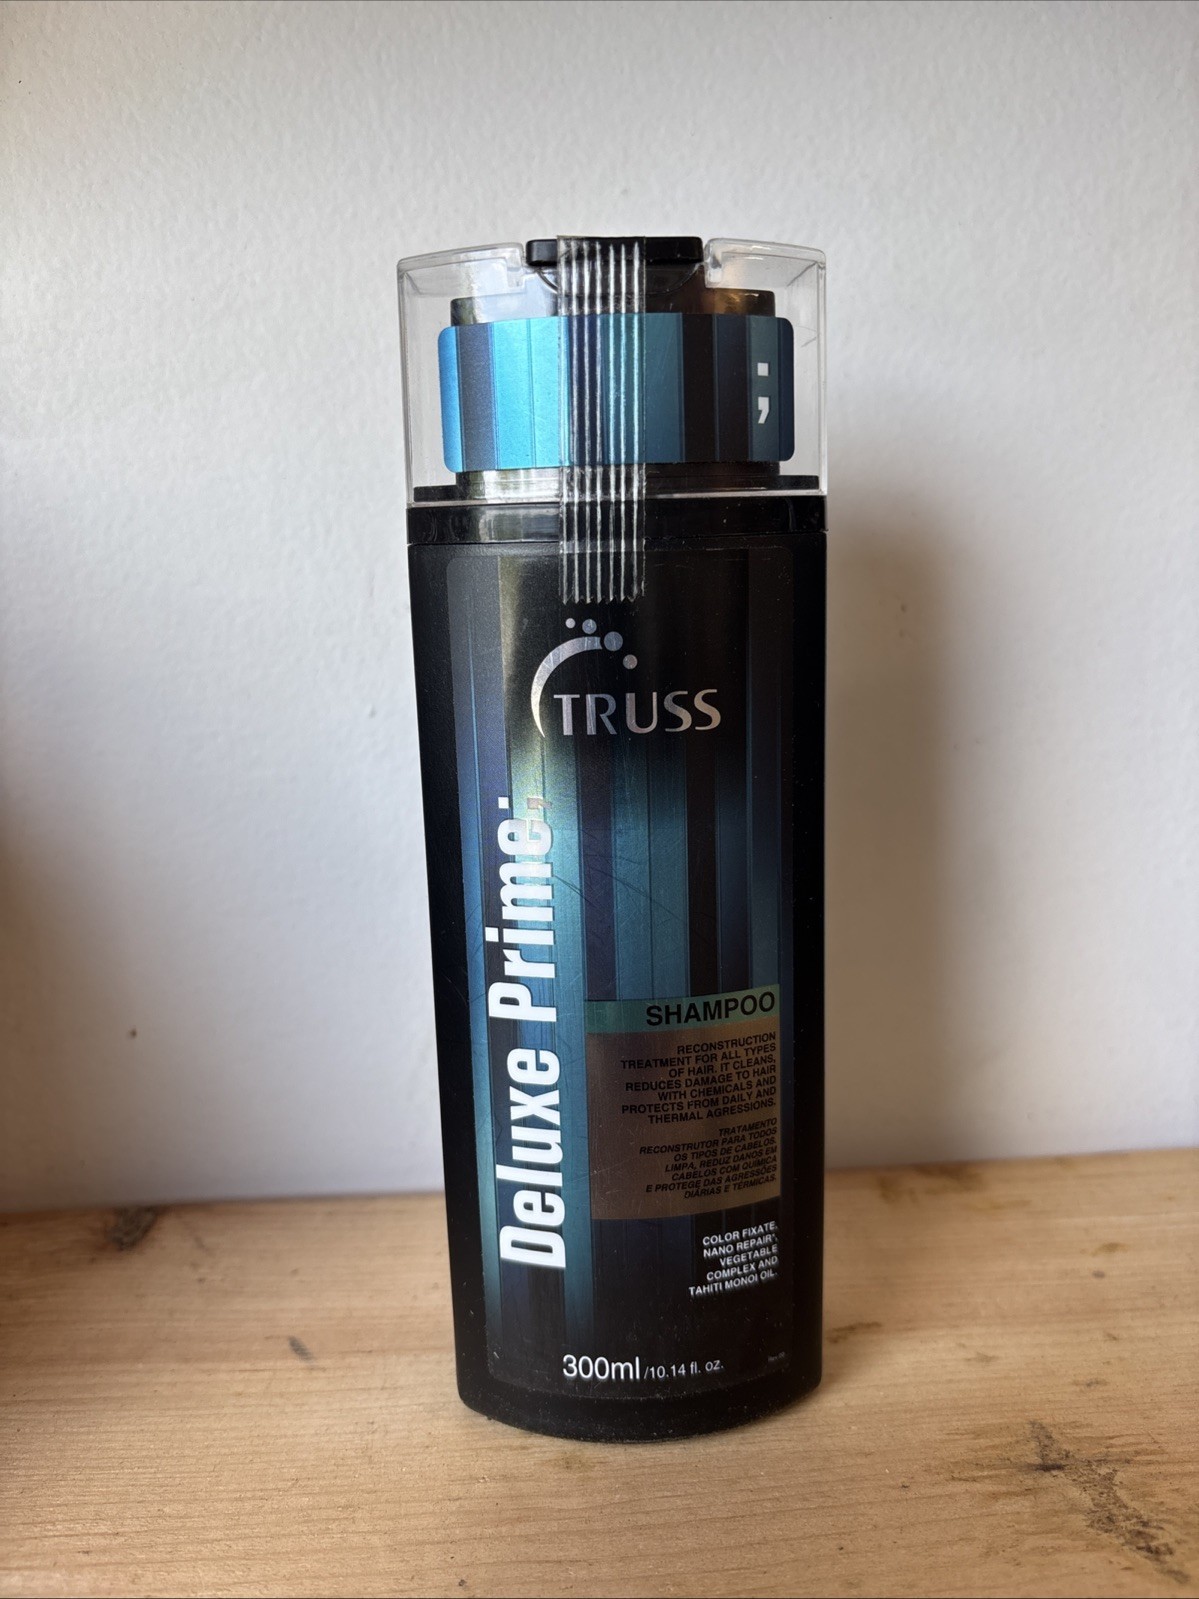 ;
TRUSS
Deluxe Prime;
SHAMPOO
RECONSTRUCTION
TREATMENT FOR ALL TYPES
OF HAIR. IT CLEANS,
REDUCES DAMAGE TO HAIR
WITH CHEMICALS AND
PROTECTS FROM DAILY AND
THERMAL AGRESSIONS.
TRATAMENTO
RECONSTRUTOR PARA TODOS
OS TIPOS DE CABELOS.
LIMPA, REDUZ DANOS EM
CABELOS COM QUÍMICA
E PROTEGE DAS AGRESSÕES
DIÁRIAS E TÉRMICAS.
COLOR FIXATE,
NANO REPAIR*,
VEGETABLE
COMPLEX AND
TAHITI MONOI OIL.
300ml/10.14 fl. oz.